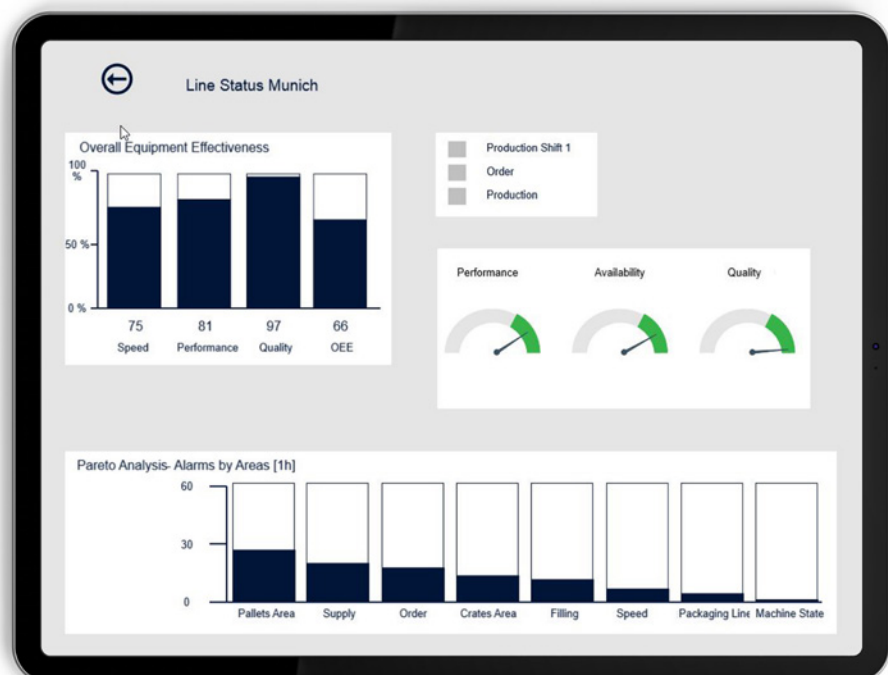 Line Status Munich
Overall Equipment Effectiveness
100
%
50 %
0 %
75 81 97 66
Speed Performance Quality OEE
Production Shift 1
Order
Production
Performance Availability Quality
Pareto Analysis- Alarms by Areas [1h]
60
30
0
Pallets Area Supply Order Crates Area Filling Speed Packaging Line Machine State